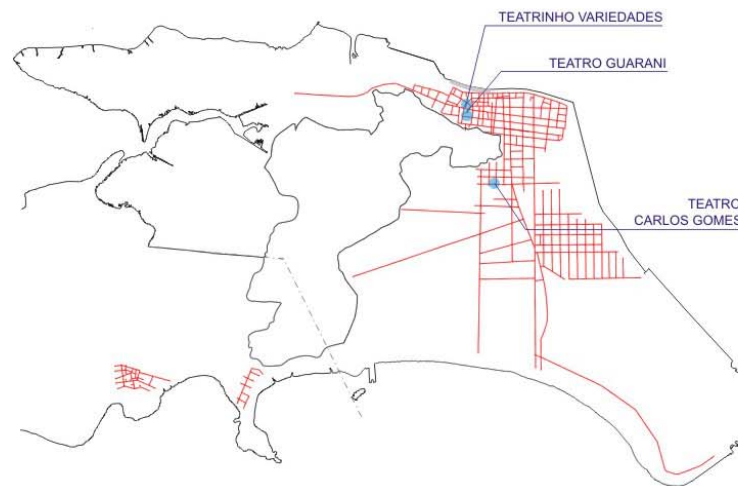 TEATRINHO VARIEDADES
TEATRO GUARANI
TEATRO
CARLOS GOMES